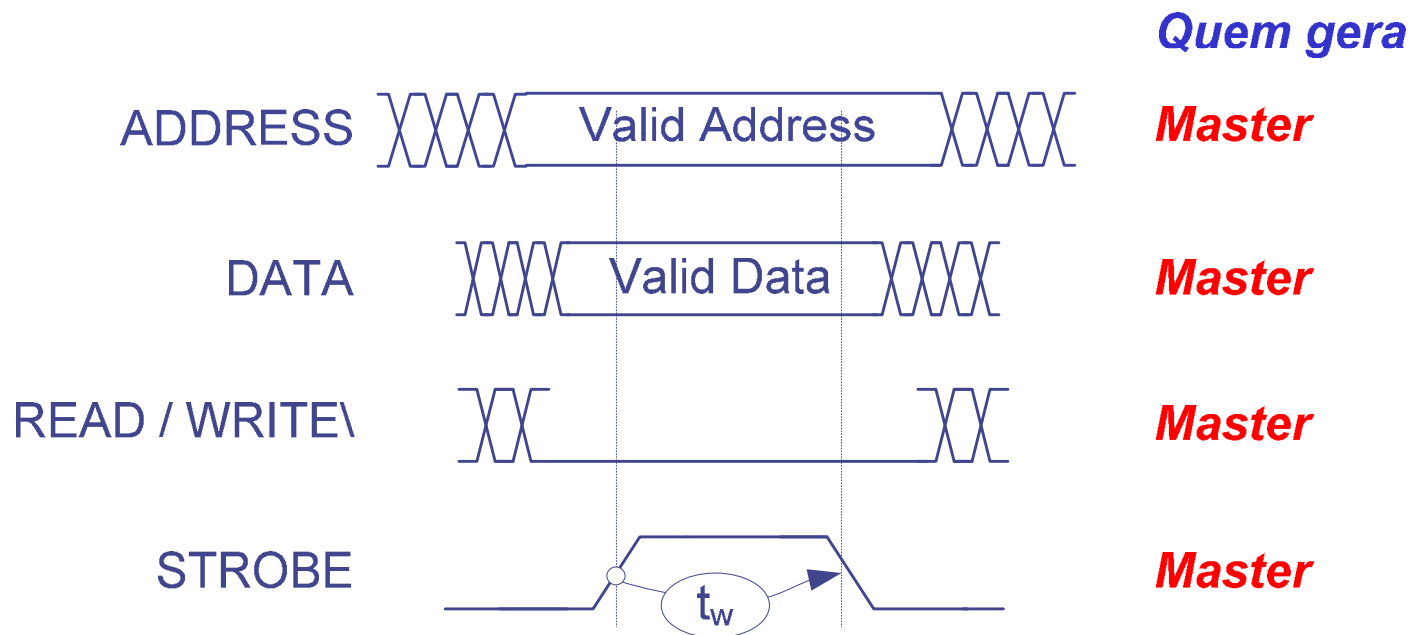 Quem gera
ADDRESS Valid Address Master
DATA Valid Data Master
READ / WRITE\ Master
STROBE Master
tw